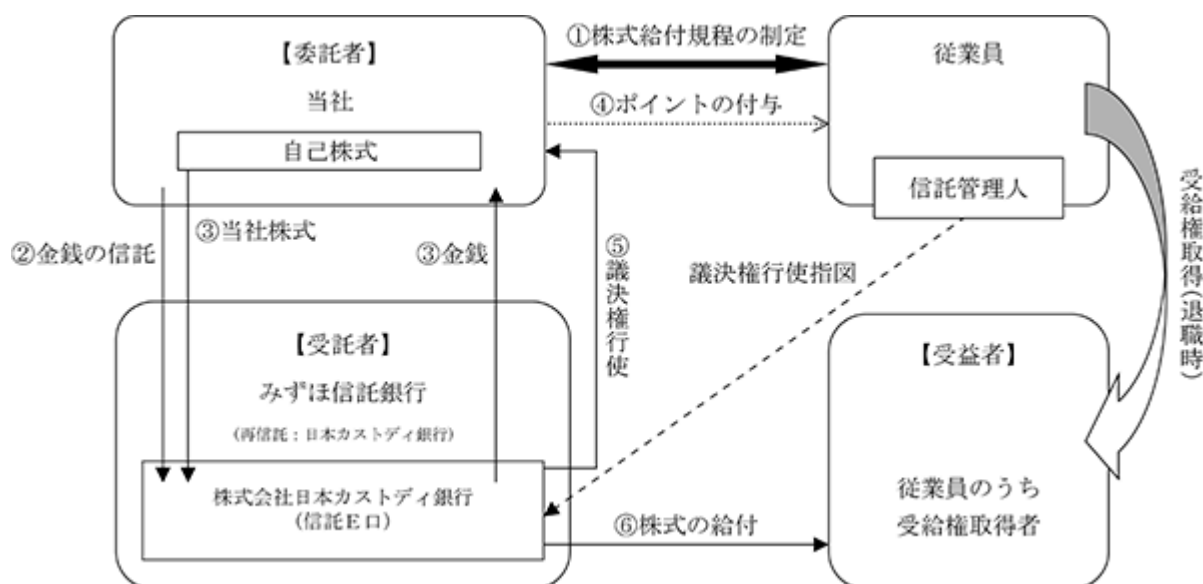 【委託者】
当社
自己株式
①株式給付規程の制定
④ポイントの付与
従業員
信託管理人
②金銭の信託
③当社株式
③金銭
⑤議決権行使
議決権行使指図
受給権取得(退職時)
【受託者】
みずほ信託銀行
(再信託:日本カストディ銀行)
株式会社日本カストディ銀行
(信託E口)
⑥株式の給付
【受益者】
従業員のうち
受給権取得者